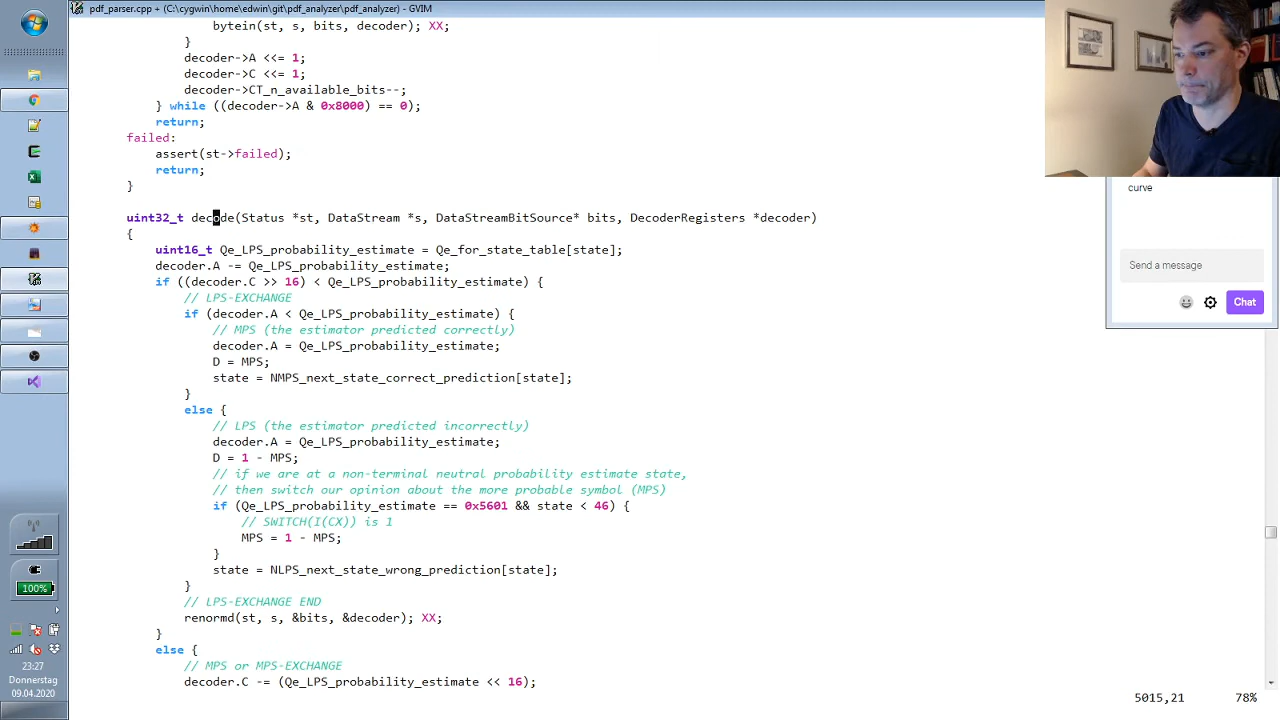 pdf_parser.cpp + (C:\cygwin\home\edwin\git\pdf_analyzer\pdf_analyzer) - GVIM
bytein(st, s, bits, decoder); XX;
}
decoder->A <<= 1;
decoder->C <<= 1;
decoder->CT_n_available_bits--;
} while ((decoder->A & 0x8000) == 0);
return;
failed:
assert(st->failed);
return;
}
uint32_t decode(Status *st, DataStream *s, DataStreamBitSource* bits, DecoderRegisters *decoder)
{
uint16_t Qe_LPS_probability_estimate = Qe_for_state_table[state];
decoder.A -= Qe_LPS_probability_estimate;
if ((decoder.C >> 16) < Qe_LPS_probability_estimate) {
// LPS-EXCHANGE
if (decoder.A < Qe_LPS_probability_estimate) {
// MPS (the estimator predicted correctly)
decoder.A = Qe_LPS_probability_estimate;
D = MPS;
state = NMPS_next_state_correct_prediction[state];
}
else {
// LPS (the estimator predicted incorrectly)
decoder.A = Qe_LPS_probability_estimate;
D = 1 - MPS;
// if we are at a non-terminal neutral probability estimate state,
// then switch our opinion about the more probable symbol (MPS)
if (Qe_LPS_probability_estimate == 0x5601 && state < 46) {
// SWITCH(I(CX)) is 1
MPS = 1 - MPS;
}
state = NLPS_next_state_wrong_prediction[state];
}
// LPS-EXCHANGE END
renormd(st, s, &bits, &decoder); XX;
}
else {
// MPS or MPS-EXCHANGE
decoder.C -= (Qe_LPS_probability_estimate << 16);
5015,21
78%
curve
Send a message
Chat
100%
23:27
Donnerstag
09.04.2020